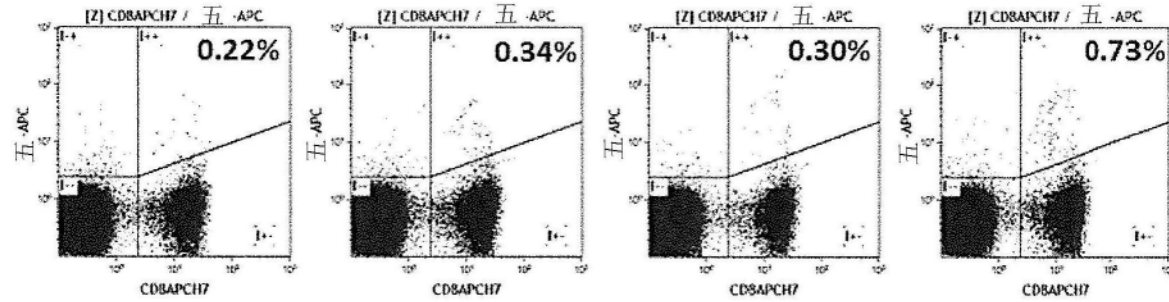 [Z] CD8APCH7 / 五-APC
I-+
I++
0.22%
五-APC
I--
I+-
CD8APCH7
[Z] CD8APCH7 / 五-APC
I-+
I++
0.34%
五-APC
I--
I+-
CD8APCH7
[Z] CD8APCH7 / 五-APC
I-+
I++
0.30%
五-APC
I--
I+-
CD8APCH7
[Z] CD8APCH7 / 五-APC
I-+
I++
0.73%
五-APC
I--
I+-
CD8APCH7